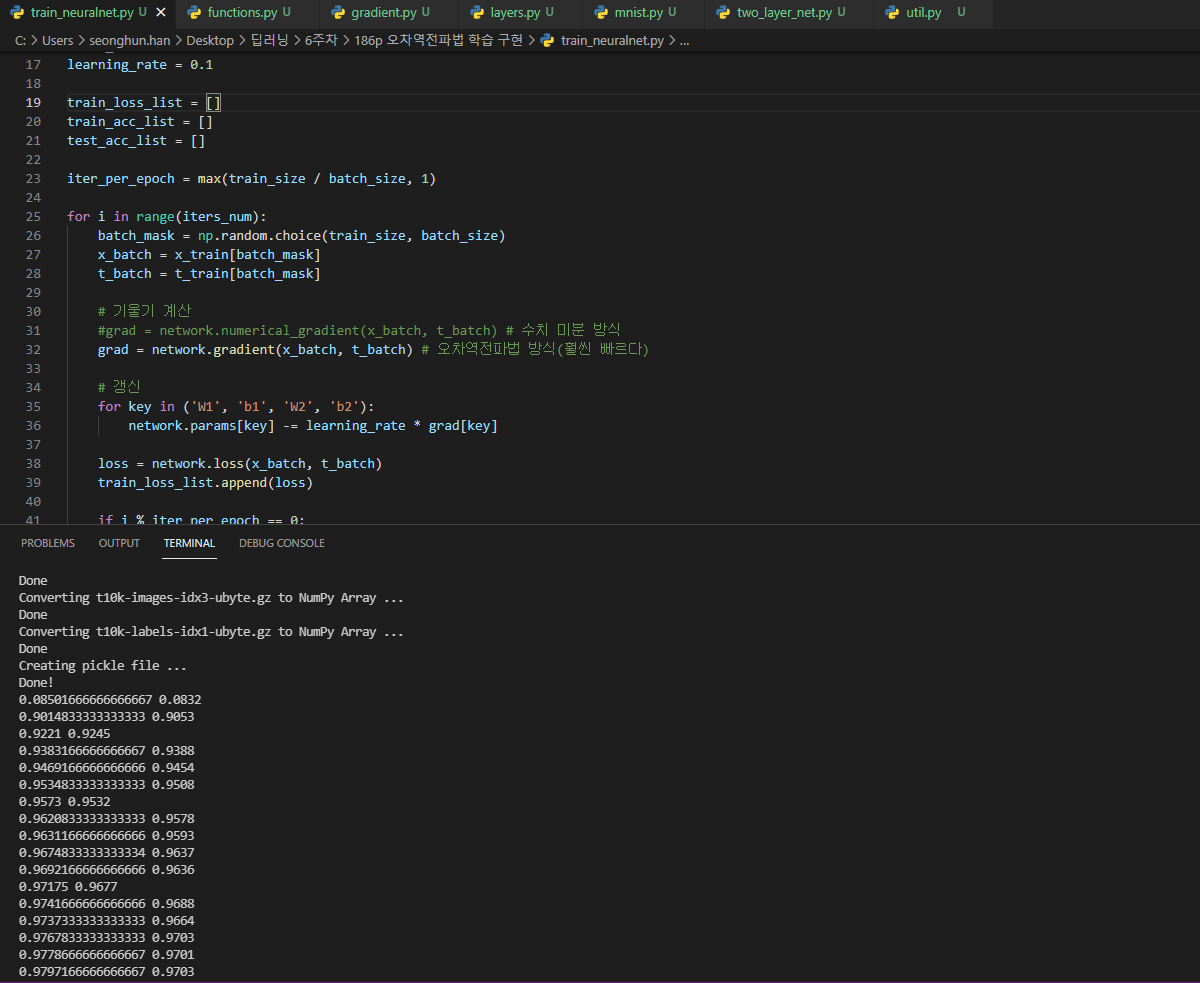 train_neuralnet.py U functions.py U gradient.py U layers.py U mnist.py U two_layer_net.py U util.py U
C: > Users > seonghun.han > Desktop > 딥러닝 > 6주차 > 186p 오차역전파법 학습 구현 > train_neuralnet.py > ...
17 learning_rate = 0.1
18
19 train_loss_list = []
20 train_acc_list = []
21 test_acc_list = []
22
23 iter_per_epoch = max(train_size / batch_size, 1)
24
25 for i in range(iters_num):
26 batch_mask = np.random.choice(train_size, batch_size)
27 x_batch = x_train[batch_mask]
28 t_batch = t_train[batch_mask]
29
30 # 기울기 계산
31 #grad = network.numerical_gradient(x_batch, t_batch) # 수치 미분 방식
32 grad = network.gradient(x_batch, t_batch) # 오차역전파법 방식(훨씬 빠르다)
33
34 # 갱신
35 for key in ('W1', 'b1', 'W2', 'b2'):
36 network.params[key] -= learning_rate * grad[key]
37
38 loss = network.loss(x_batch, t_batch)
39 train_loss_list.append(loss)
40
41 if i % iter_per_epoch == 0:
PROBLEMS OUTPUT TERMINAL DEBUG CONSOLE
Done
Converting t10k-images-idx3-ubyte.gz to NumPy Array ...
Done
Converting t10k-labels-idx1-ubyte.gz to NumPy Array ...
Done
Creating pickle file ...
Done!
0.08501666666666667 0.0832
0.9014833333333333 0.9053
0.9221 0.9245
0.9383166666666667 0.9388
0.9469166666666666 0.9454
0.9534833333333333 0.9508
0.9573 0.9532
0.9620833333333333 0.9578
0.9631166666666666 0.9593
0.9674833333333334 0.9637
0.9692166666666666 0.9636
0.97175 0.9677
0.9741666666666666 0.9688
0.9737333333333333 0.9664
0.9767833333333333 0.9703
0.9778666666666667 0.9701
0.9797166666666667 0.9703